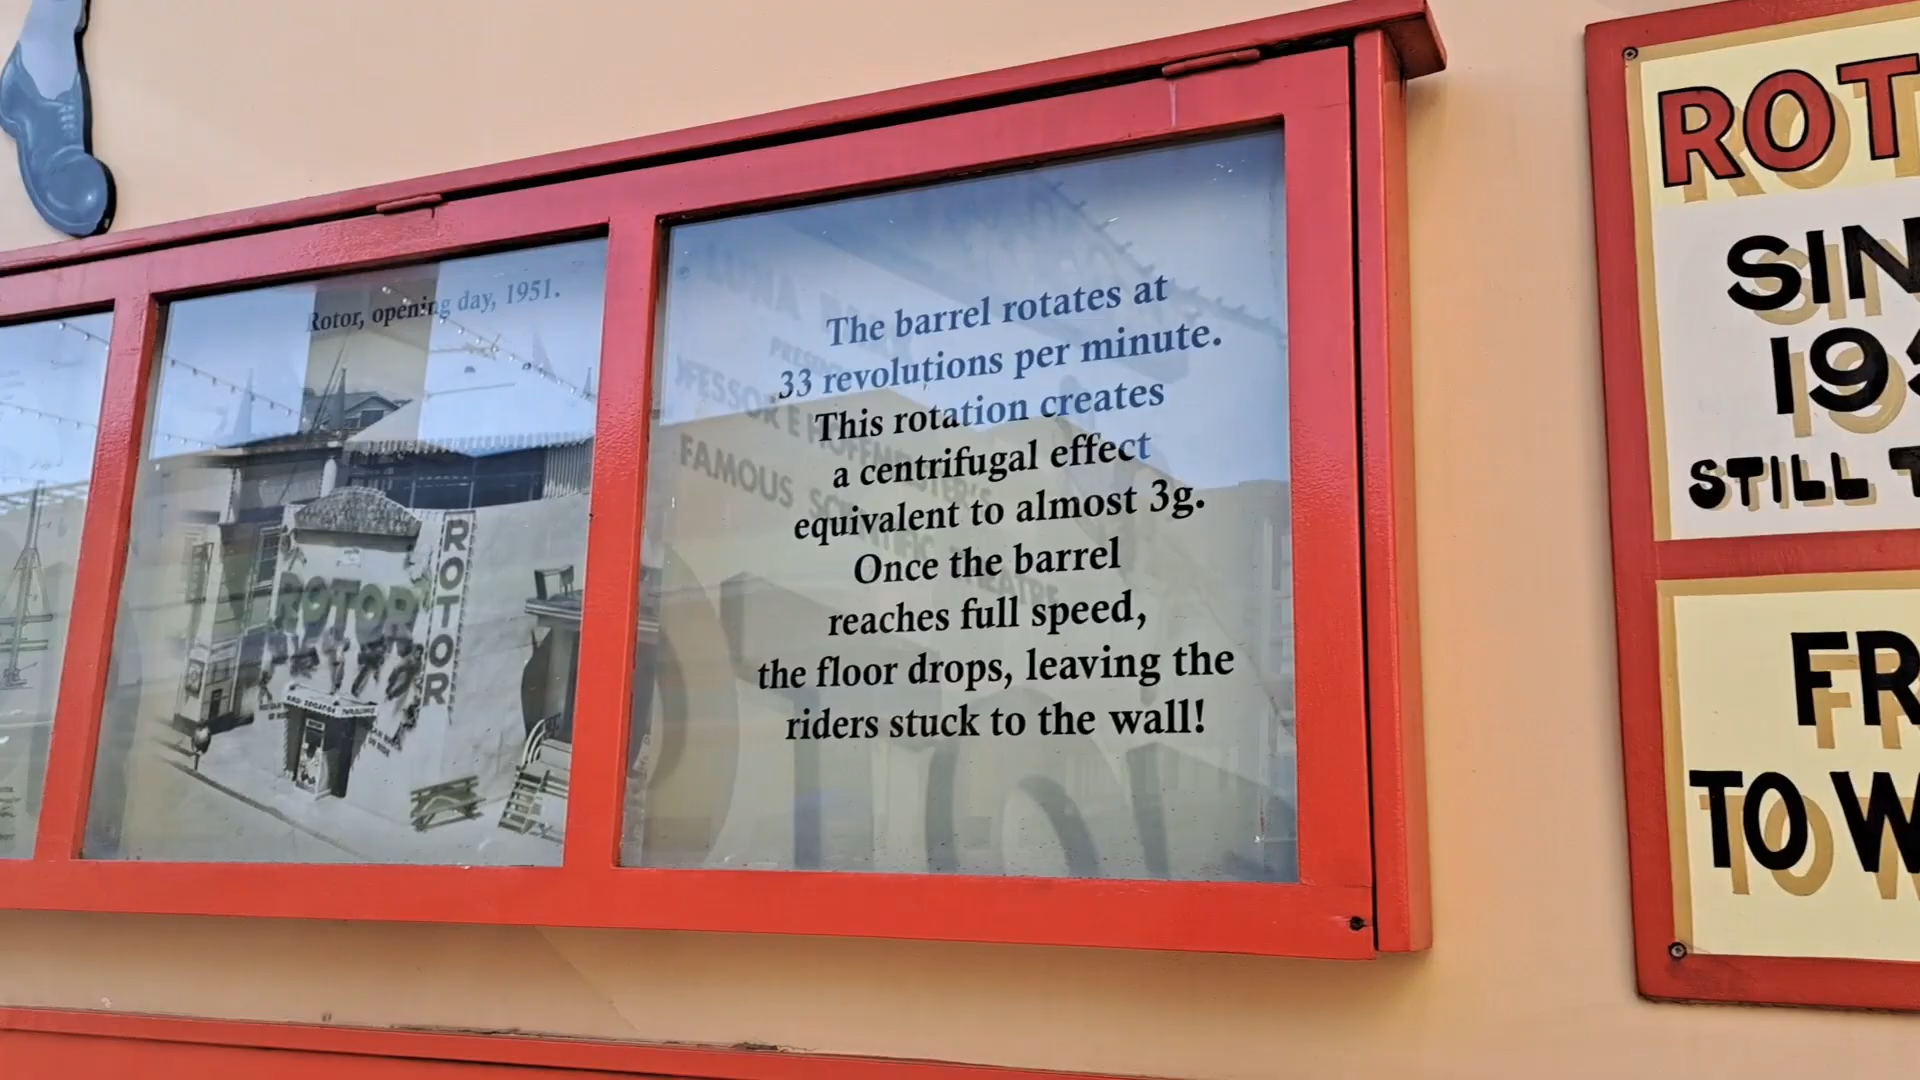 Rotor, opening day, 1951.
ROTOR
ROTOR
The barrel rotates at
33 revolutions per minute.
This rotation creates
a centrifugal effect
equivalent to almost 3g.
Once the barrel
reaches full speed,
the floor drops, leaving the
riders stuck to the wall!
LUNA
FAMOUS
ROT
SIN
19
STILL T
FR
TO W